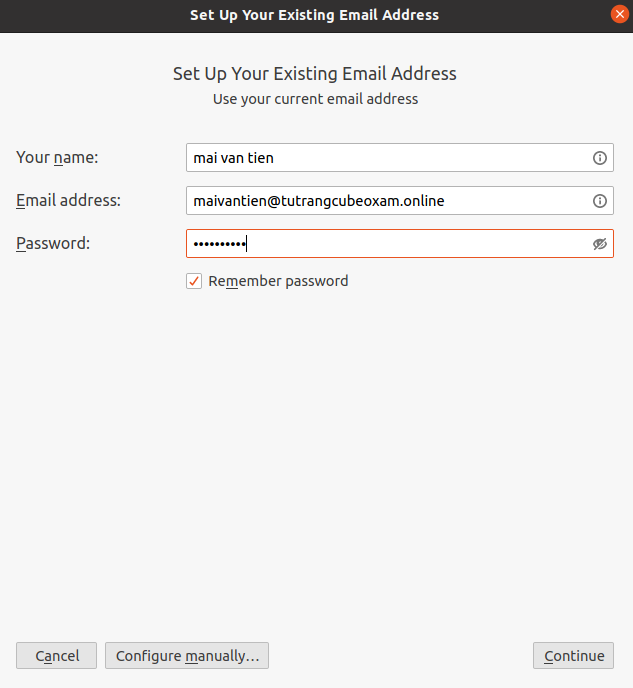 Set Up Your Existing Email Address
Set Up Your Existing Email Address
Use your current email address
Your name: mai van tien
Email address: maivantien@tutrangcubeoxam.online
Password: ••••••••••
Remember password
Cancel Configure manually... Continue